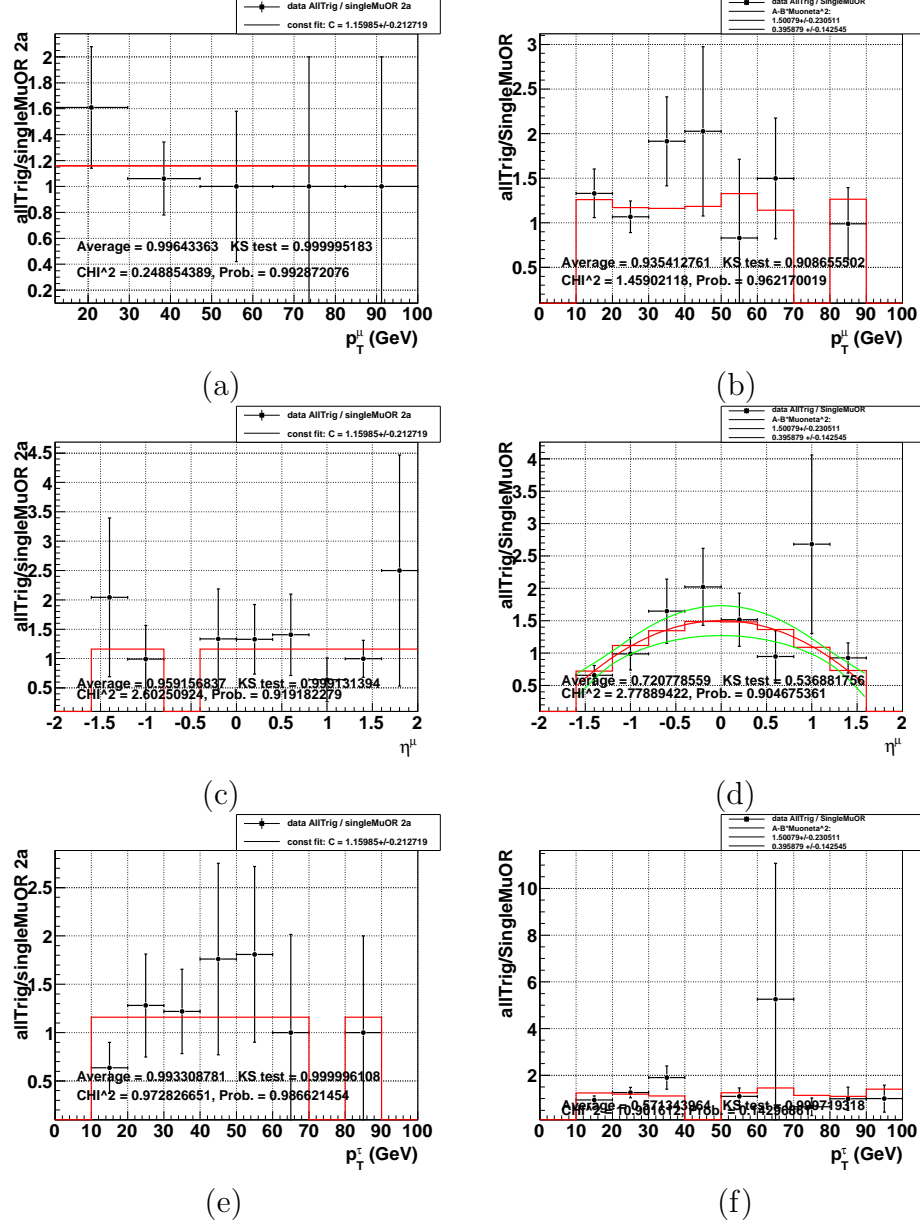 data AllTrig / singleMuOR 2a
const fit: C = 1.15985+/-0.212719
allTrig/singleMuOR 2a
2
1.8
1.6
1.4
1.2
1
0.8
0.6
0.4
0.2
Average = 0.99643363 KS test = 0.999995183
CHI^2 = 0.248854389, Prob. = 0.992872076
20 30 40 50 60 70 80 90 100
p_T^μ (GeV)
(a)
data AllTrig / SingleMuOR
A-B*Muoneta^2:
1.50079+/-0.230511
0.395879 +/-0.142545
allTrig/SingleMuOR
3
2.5
2
1.5
1
0.5
Average = 0.935412761 KS test = 0.908655502
CHI^2 = 1.45902118, Prob. = 0.962170019
0 10 20 30 40 50 60 70 80 90 100
p_T^μ (GeV)
(b)
data AllTrig / singleMuOR 2a
const fit: C = 1.15985+/-0.212719
allTrig/singleMuOR 2a
4.5
4
3.5
3
2.5
2
1.5
1
0.5
Average = 0.959156837 KS test = 0.999131394
CHI^2 = 2.60250924, Prob. = 0.919182279
-2 -1.5 -1 -0.5 0 0.5 1 1.5 2
η^μ
(c)
data AllTrig / SingleMuOR
A-B*Muoneta^2:
1.50079+/-0.230511
0.395879 +/-0.142545
allTrig/SingleMuOR
4
3.5
3
2.5
2
1.5
1
0.5
Average = 0.720778559 KS test = 0.536881756
CHI^2 = 2.77889422, Prob. = 0.904675361
-2 -1.5 -1 -0.5 0 0.5 1 1.5 2
η^μ
(d)
data AllTrig / singleMuOR 2a
const fit: C = 1.15985+/-0.212719
allTrig/singleMuOR 2a
2.5
2
1.5
1
0.5
Average = 0.993308781 KS test = 0.999996108
CHI^2 = 0.972826651, Prob. = 0.986621454
0 10 20 30 40 50 60 70 80 90 100
p_T^τ (GeV)
(e)
data AllTrig / SingleMuOR
A-B*Muoneta^2:
1.50079+/-0.230511
0.395879 +/-0.142545
allTrig/SingleMuOR
10
8
6
4
2
Average = 0.571343964 KS test = 0.990719318
CHI^2 = 10.901612, Prob. =
0 10 20 30 40 50 60 70 80 90 100
p_T^τ (GeV)
(f)